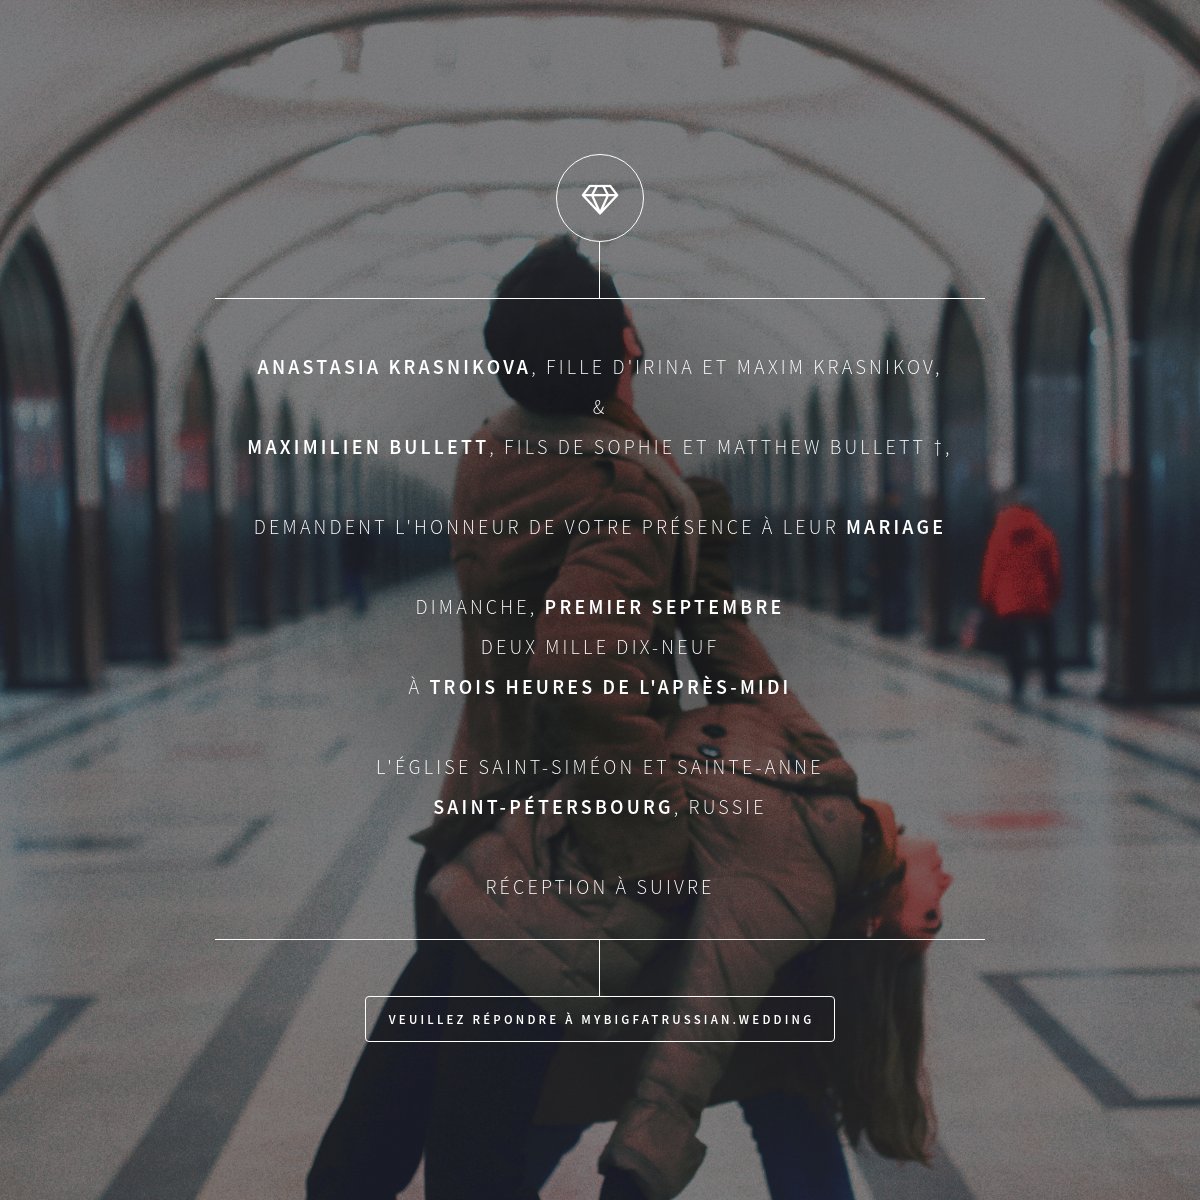 ANASTASIA KRASNIKOVA, FILLE D'IRINA ET MAXIM KRASNIKOV,
&
MAXIMILIEN BULLETT, FILS DE SOPHIE ET MATTHEW BULLETT †,
DEMANDENT L'HONNEUR DE VOTRE PRÉSENCE À LEUR MARIAGE
DIMANCHE, PREMIER SEPTEMBRE
DEUX MILLE DIX-NEUF
À TROIS HEURES DE L'APRÈS-MIDI
L'ÉGLISE SAINT-SIMÉON ET SAINTE-ANNE
SAINT-PÉTERSBOURG, RUSSIE
RÉCEPTION À SUIVRE
VEUILLEZ RÉPONDRE À MYBIGFATRUSSIAN.WEDDING